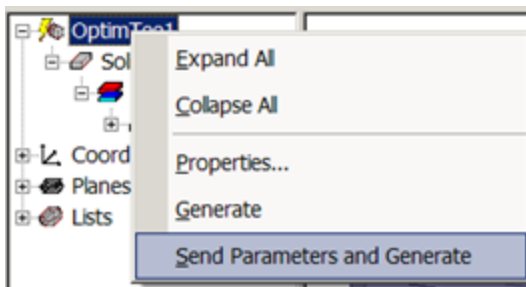 OptimTee1
Sol
Expand All
Collapse All
Coord
Properties...
Planes
Generate
Lists
Send Parameters and Generate